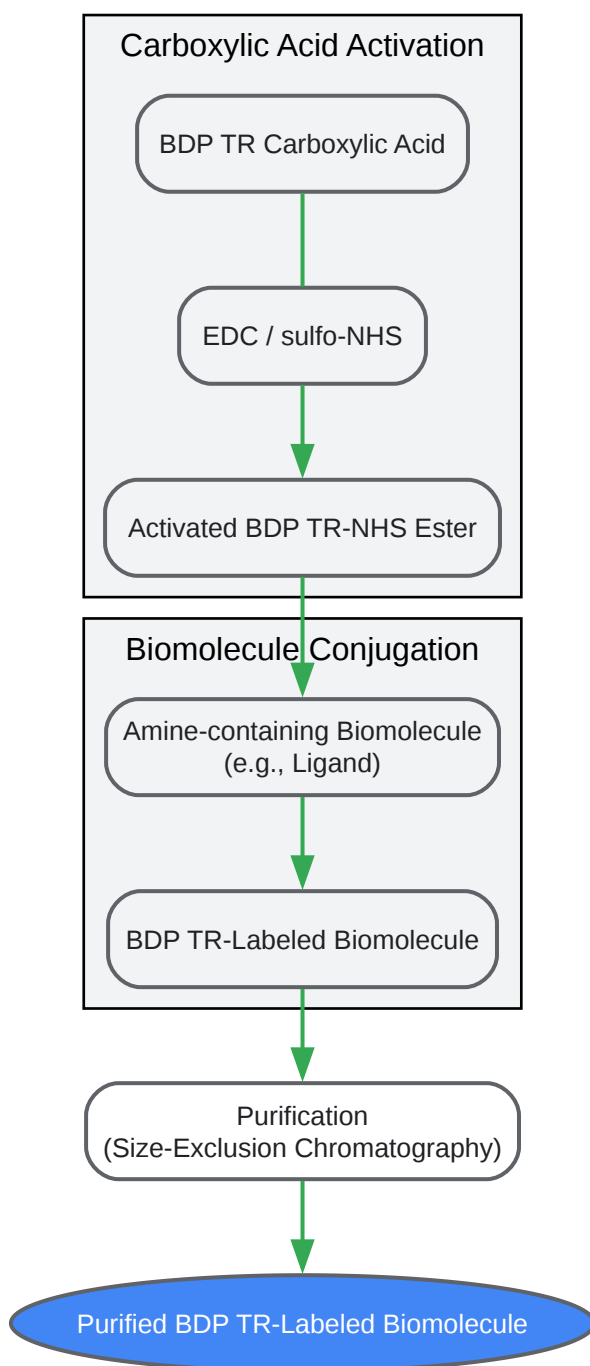 Carboxylic Acid Activation
BDP TR Carboxylic Acid
EDC / sulfo-NHS
Activated BDP TR-NHS Ester
Biomolecule Conjugation
Amine-containing Biomolecule
(e.g., Ligand)
BDP TR-Labeled Biomolecule
Purification
(Size-Exclusion Chromatography)
Purified BDP TR-Labeled Biomolecule